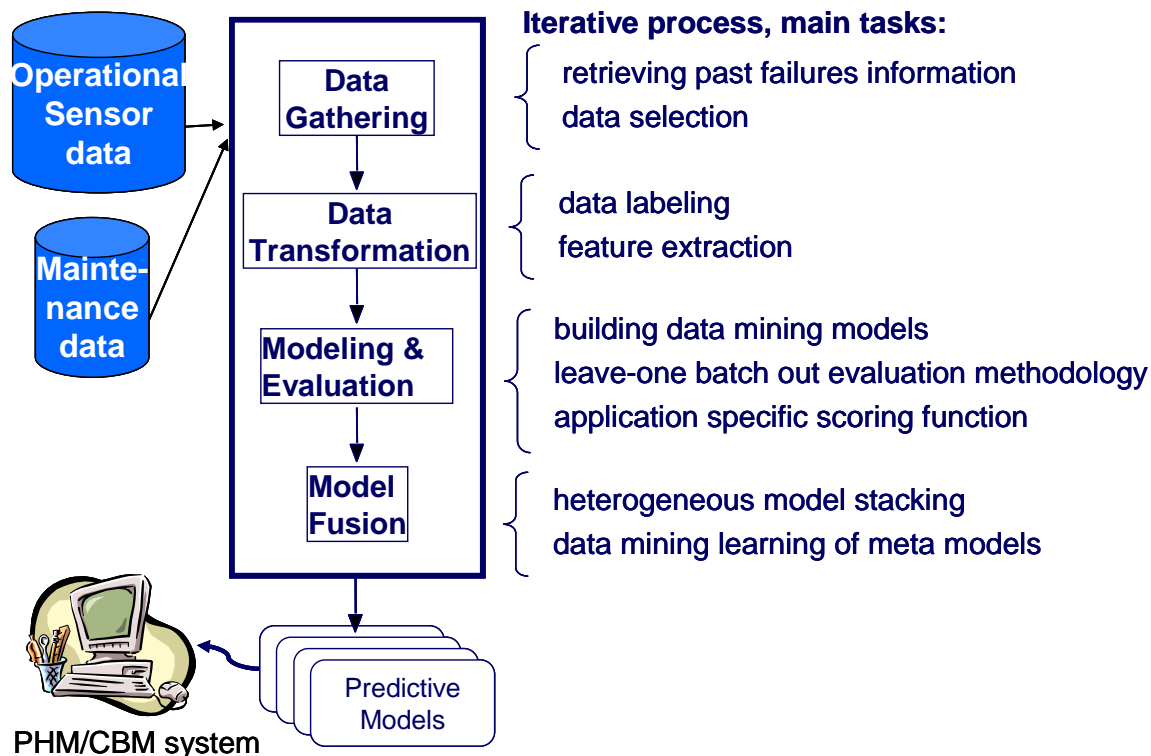 Operational
Sensor
data
Mainte-
nance
data
Data
Gathering
Data
Transformation
Modeling &
Evaluation
Model
Fusion
Iterative process, main tasks:
retrieving past failures information
data selection
data labeling
feature extraction
building data mining models
leave-one batch out evaluation methodology
application specific scoring function
heterogeneous model stacking
data mining learning of meta models
Predictive
Models
PHM/CBM system